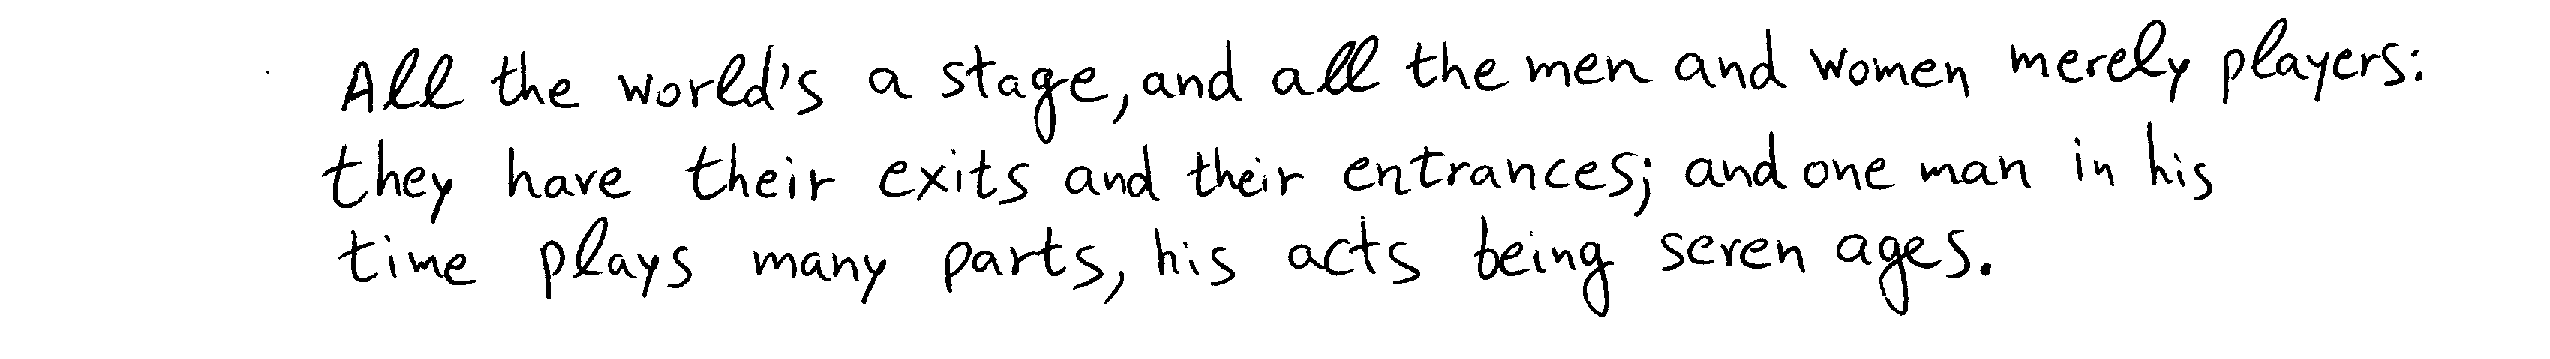 All the world's a stage, and all the men and women merely players:
they have their exits and their entrances; and one man in his
time plays many parts, his acts being seven ages.